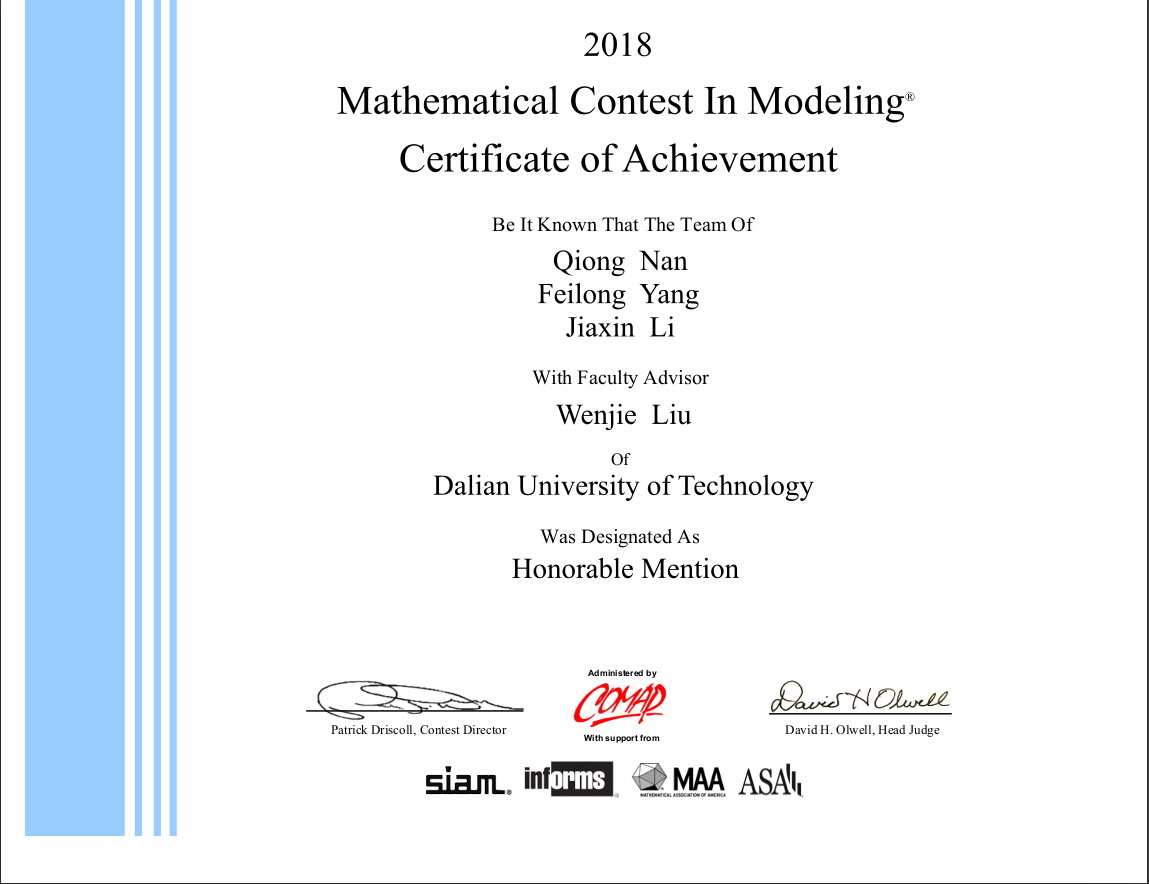 2018
Mathematical Contest In Modeling®
Certificate of Achievement
Be It Known That The Team Of
Qiong Nan
Feilong Yang
Jiaxin Li
With Faculty Advisor
Wenjie Liu
Of
Dalian University of Technology
Was Designated As
Honorable Mention
Administered by
COMAP
David H Olwell
Patrick Driscoll, Contest Director
With support from
David H. Olwell, Head Judge
siam®
informs®
MAA
MATHEMATICAL ASSOCIATION OF AMERICA
ASA